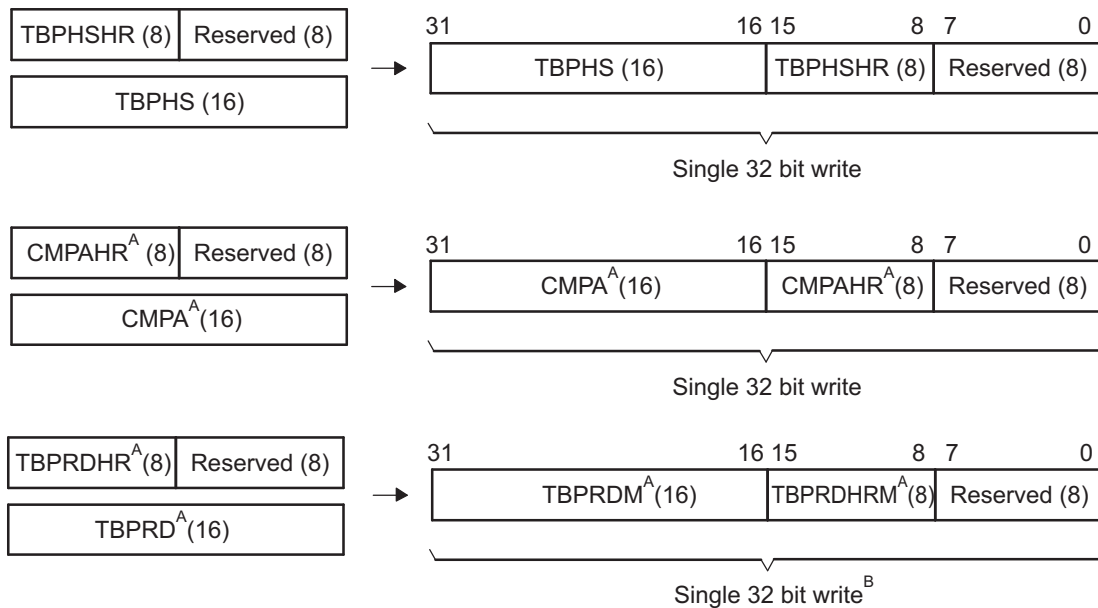 TBPHSHR (8) Reserved (8)
TBPHS (16)
31 16 15 8 7 0
TBPHS (16) TBPHSHR (8) Reserved (8)
Single 32 bit write
CMPAHR^A (8) Reserved (8)
CMPA^A(16)
31 16 15 8 7 0
CMPA^A(16) CMPAHR^A(8) Reserved (8)
Single 32 bit write
TBPRDHR^A(8) Reserved (8)
TBPRD^A(16)
31 16 15 8 7 0
TBPRDM^A(16) TBPRDHRM^A(8) Reserved (8)
Single 32 bit write^B